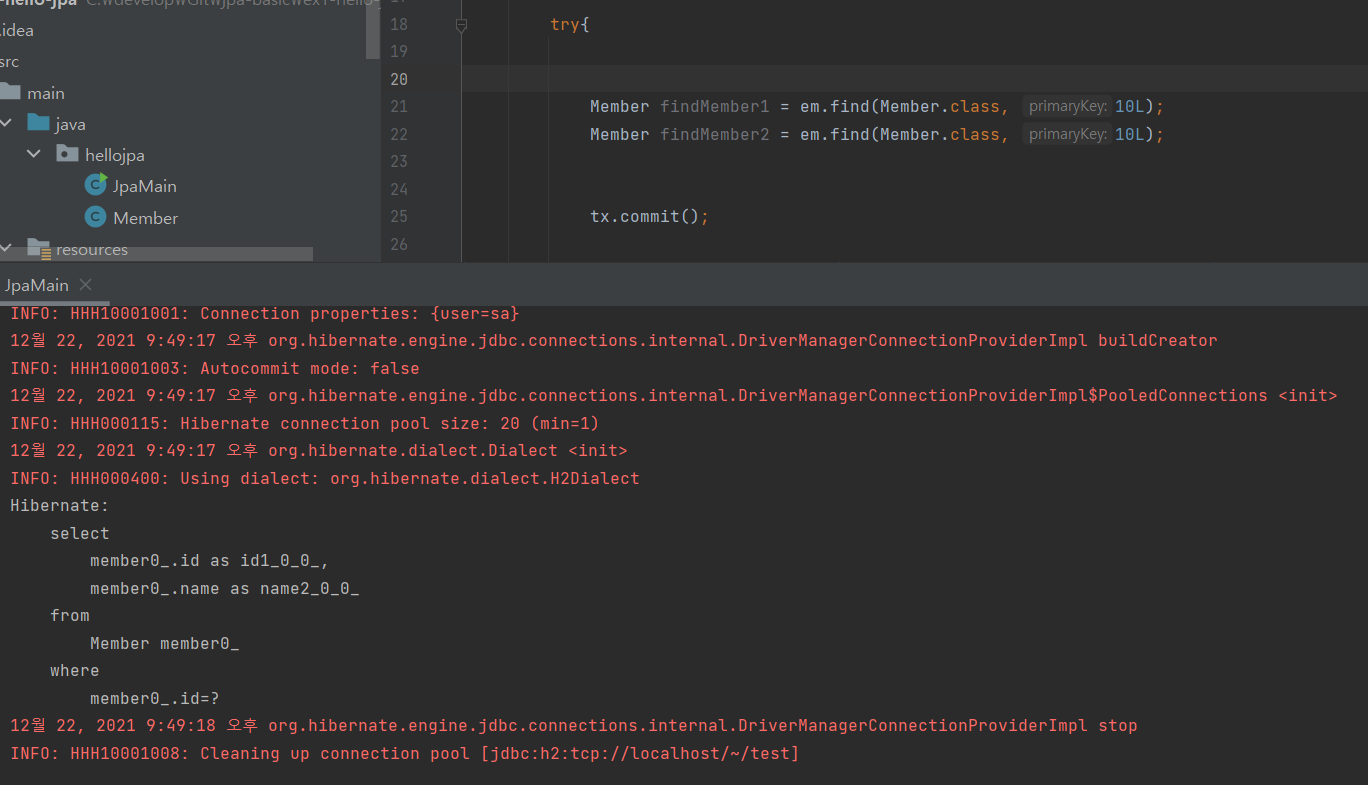 hello-jpa C:\develop\Git\jpa-basic\ex1-hello-j
.idea
src
main
java
hellojpa
JpaMain
Member
resources
18 try{
19
20
21 Member findMember1 = em.find(Member.class, primaryKey: 10L);
22 Member findMember2 = em.find(Member.class, primaryKey: 10L);
23
24
25 tx.commit();
26
JpaMain
INFO: HHH10001001: Connection properties: {user=sa}
12월 22, 2021 9:49:17 오후 org.hibernate.engine.jdbc.connections.internal.DriverManagerConnectionProviderImpl buildCreator
INFO: HHH10001003: Autocommit mode: false
12월 22, 2021 9:49:17 오후 org.hibernate.engine.jdbc.connections.internal.DriverManagerConnectionProviderImpl$PooledConnections <init>
INFO: HHH000115: Hibernate connection pool size: 20 (min=1)
12월 22, 2021 9:49:17 오후 org.hibernate.dialect.Dialect <init>
INFO: HHH000400: Using dialect: org.hibernate.dialect.H2Dialect
Hibernate:
select
member0_.id as id1_0_0_,
member0_.name as name2_0_0_
from
Member member0_
where
member0_.id=?
12월 22, 2021 9:49:18 오후 org.hibernate.engine.jdbc.connections.internal.DriverManagerConnectionProviderImpl stop
INFO: HHH10001008: Cleaning up connection pool [jdbc:h2:tcp://localhost/~/test]